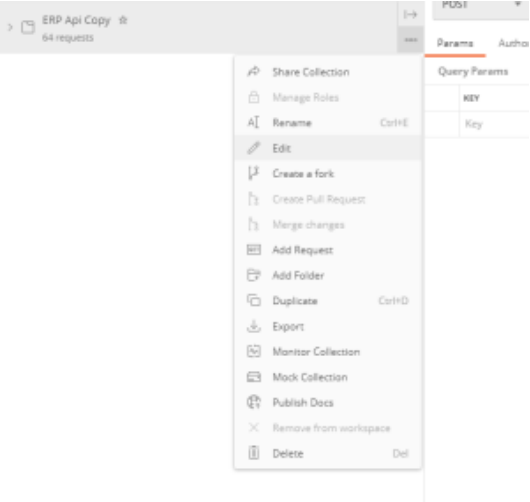 ERP Api Copy
64 requests
POST
Params Autho
Query Params
KEY
Key
Share Collection
Manage Roles
Rename Ctrl+E
Edit
Create a fork
Create Pull Request
Merge changes
Add Request
Add Folder
Duplicate Ctrl+D
Export
Monitor Collection
Mock Collection
Publish Docs
Remove from workspace
Delete Del